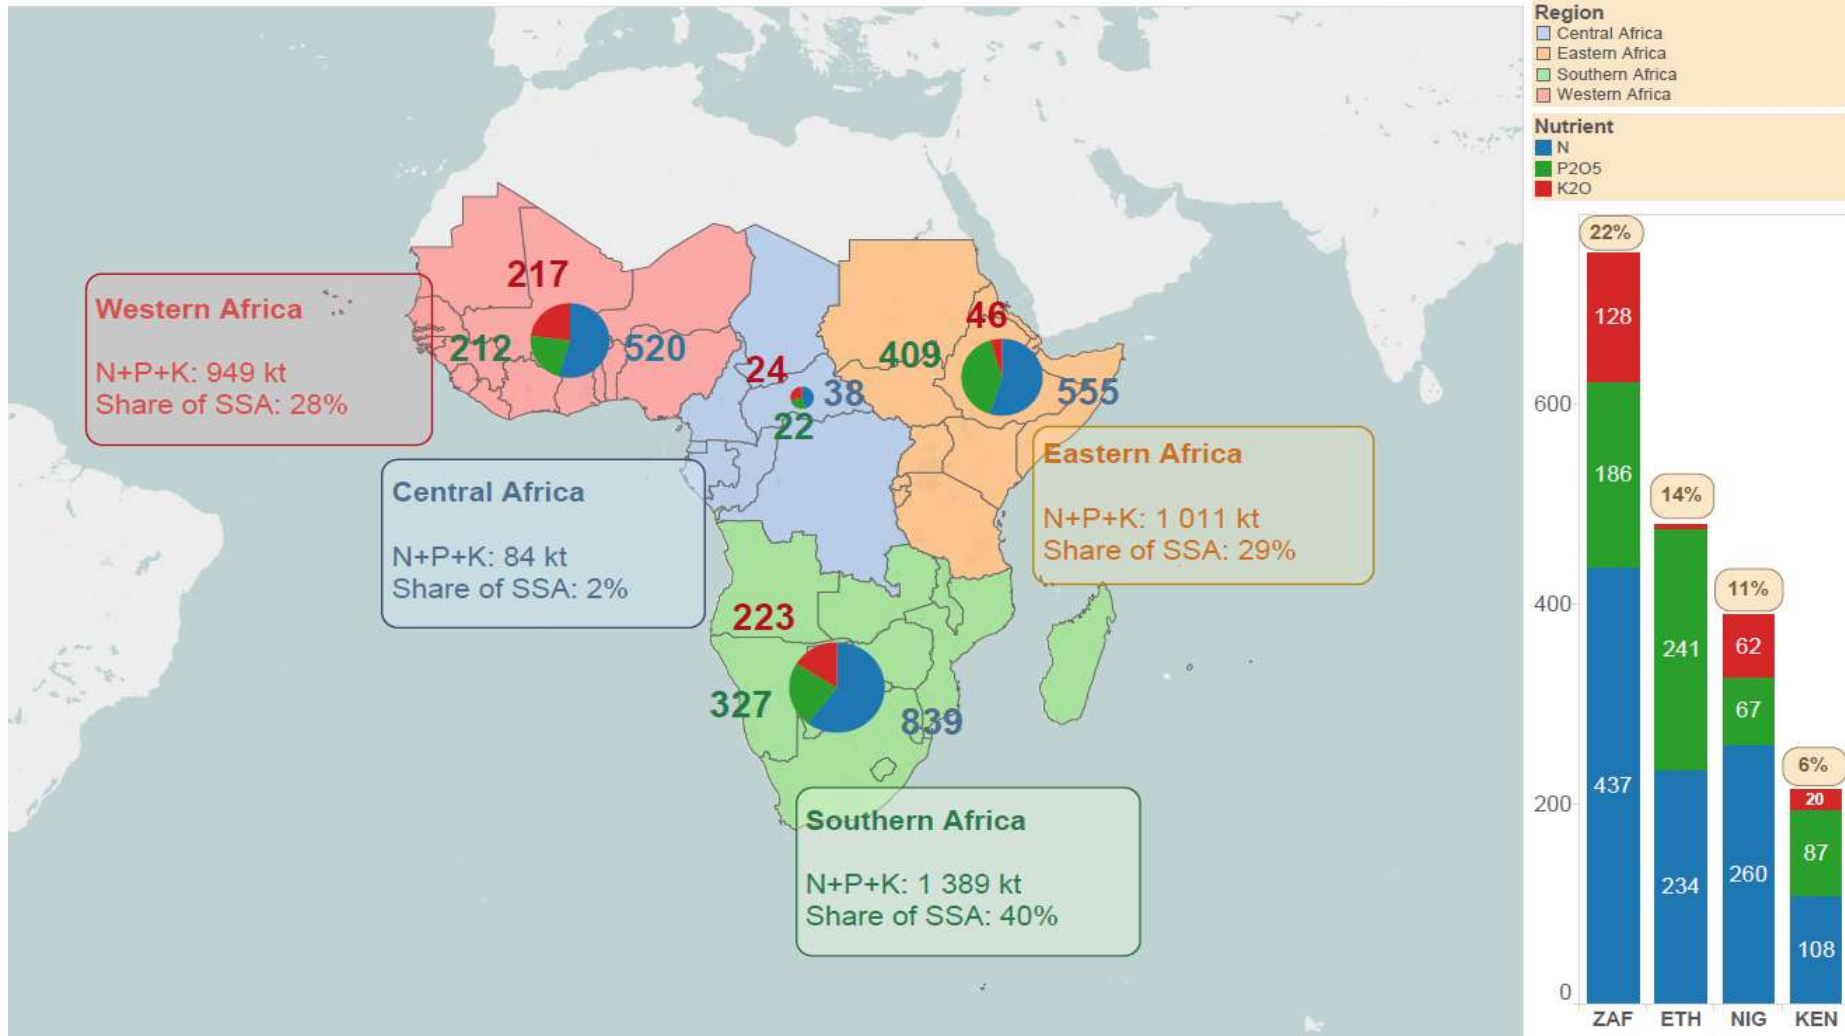 Region
Central Africa
Eastern Africa
Southern Africa
Western Africa
Nutrient
N
P2O5
K2O
Western Africa
N+P+K: 949 kt
Share of SSA: 28%
217
212
520
Central Africa
N+P+K: 84 kt
Share of SSA: 2%
24
38
22
Eastern Africa
N+P+K: 1 011 kt
Share of SSA: 29%
46
409
555
Southern Africa
N+P+K: 1 389 kt
Share of SSA: 40%
223
327
839
600
400
200
0
22%
128
186
437
ZAF
14%
241
234
ETH
11%
62
67
260
NIG
6%
20
87
108
KEN